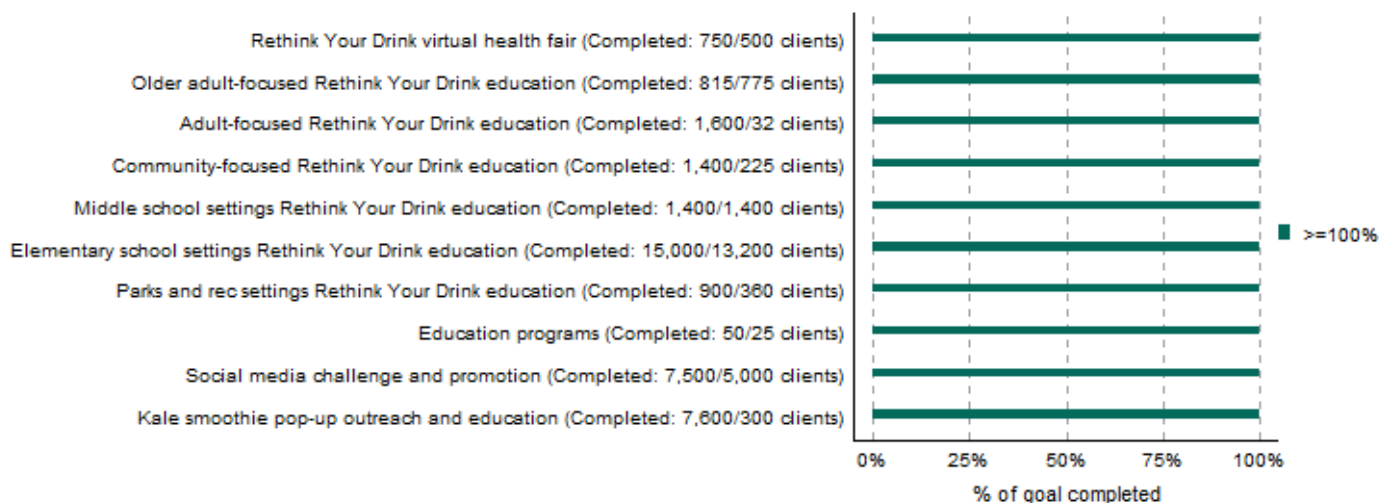 Rethink Your Drink virtual health fair (Completed: 750/500 clients)
Older adult-focused Rethink Your Drink education (Completed: 815/775 clients)
Adult-focused Rethink Your Drink education (Completed: 1,600/32 clients)
Community-focused Rethink Your Drink education (Completed: 1,400/225 clients)
Middle school settings Rethink Your Drink education (Completed: 1,400/1,400 clients)
Elementary school settings Rethink Your Drink education (Completed: 15,000/13,200 clients)
Parks and rec settings Rethink Your Drink education (Completed: 900/360 clients)
Education programs (Completed: 50/25 clients)
Social media challenge and promotion (Completed: 7,500/5,000 clients)
Kale smoothie pop-up outreach and education (Completed: 7,600/300 clients)
>=100%
0% 25% 50% 75% 100%
% of goal completed